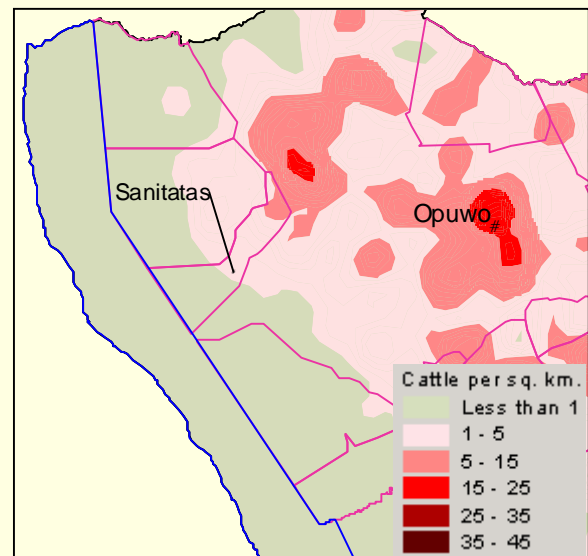 Sanitatas
Opuwo
#
Cattle per sq. km.
Less than 1
1 - 5
5 - 15
15 - 25
25 - 35
35 - 45